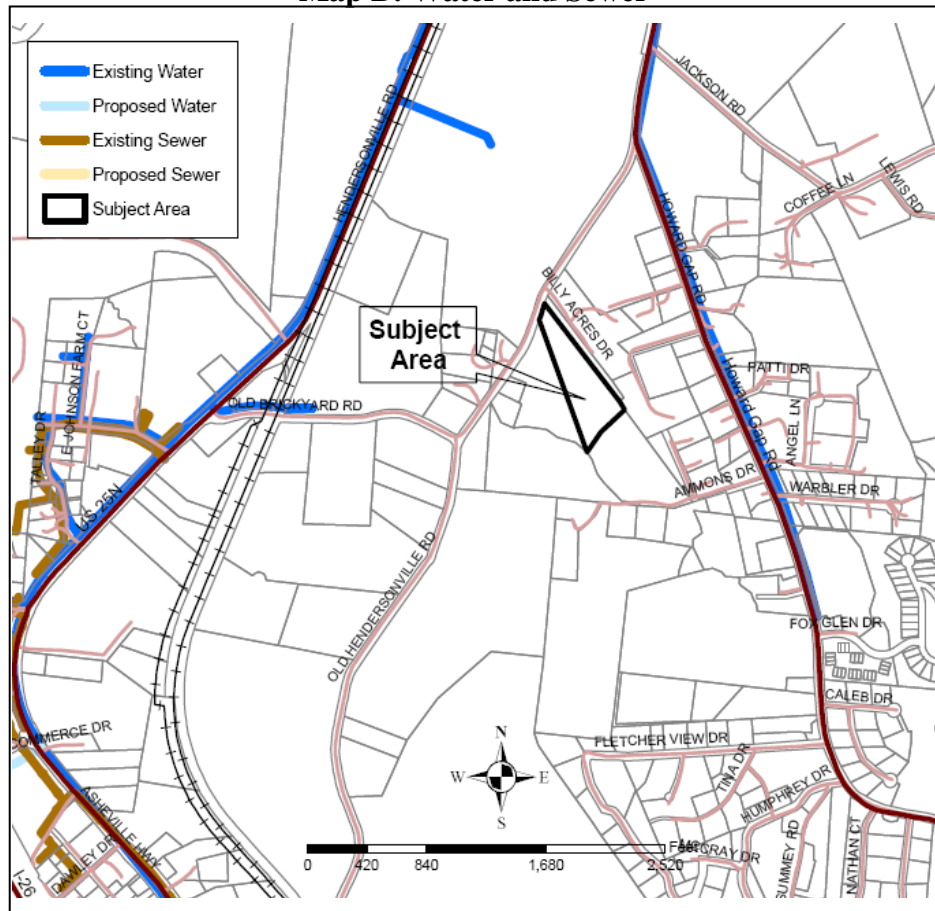 Existing Water
Proposed Water
Existing Sewer
Proposed Sewer
Subject Area
HENDERSONVILLE RD
JACKSON RD
COFFEE LN
LEWIS RD
HOWARD GAP RD
BILLY ACRES DR
Subject
Area
E JOHNSON FARM CT
TALLEY DR
US 25N
OLD BRICKYARD RD
Howard Gap Rd
PATTI DR
ANGEL LN
AMMONS DR
WARBLER DR
OLD HENDERSONVILLE RD
FOX GLEN DR
CALEB DR
COMMERCE DR
FLETCHER VIEW DR
TINA DR
HUMPHREY DR
N
W E
S
ASHEVILLE HWY
DAWLEY DR
I-26
0 420 840 1,680 2,520
Feet
MCCRAY DR
SUMMEY RD
NATHAN CT